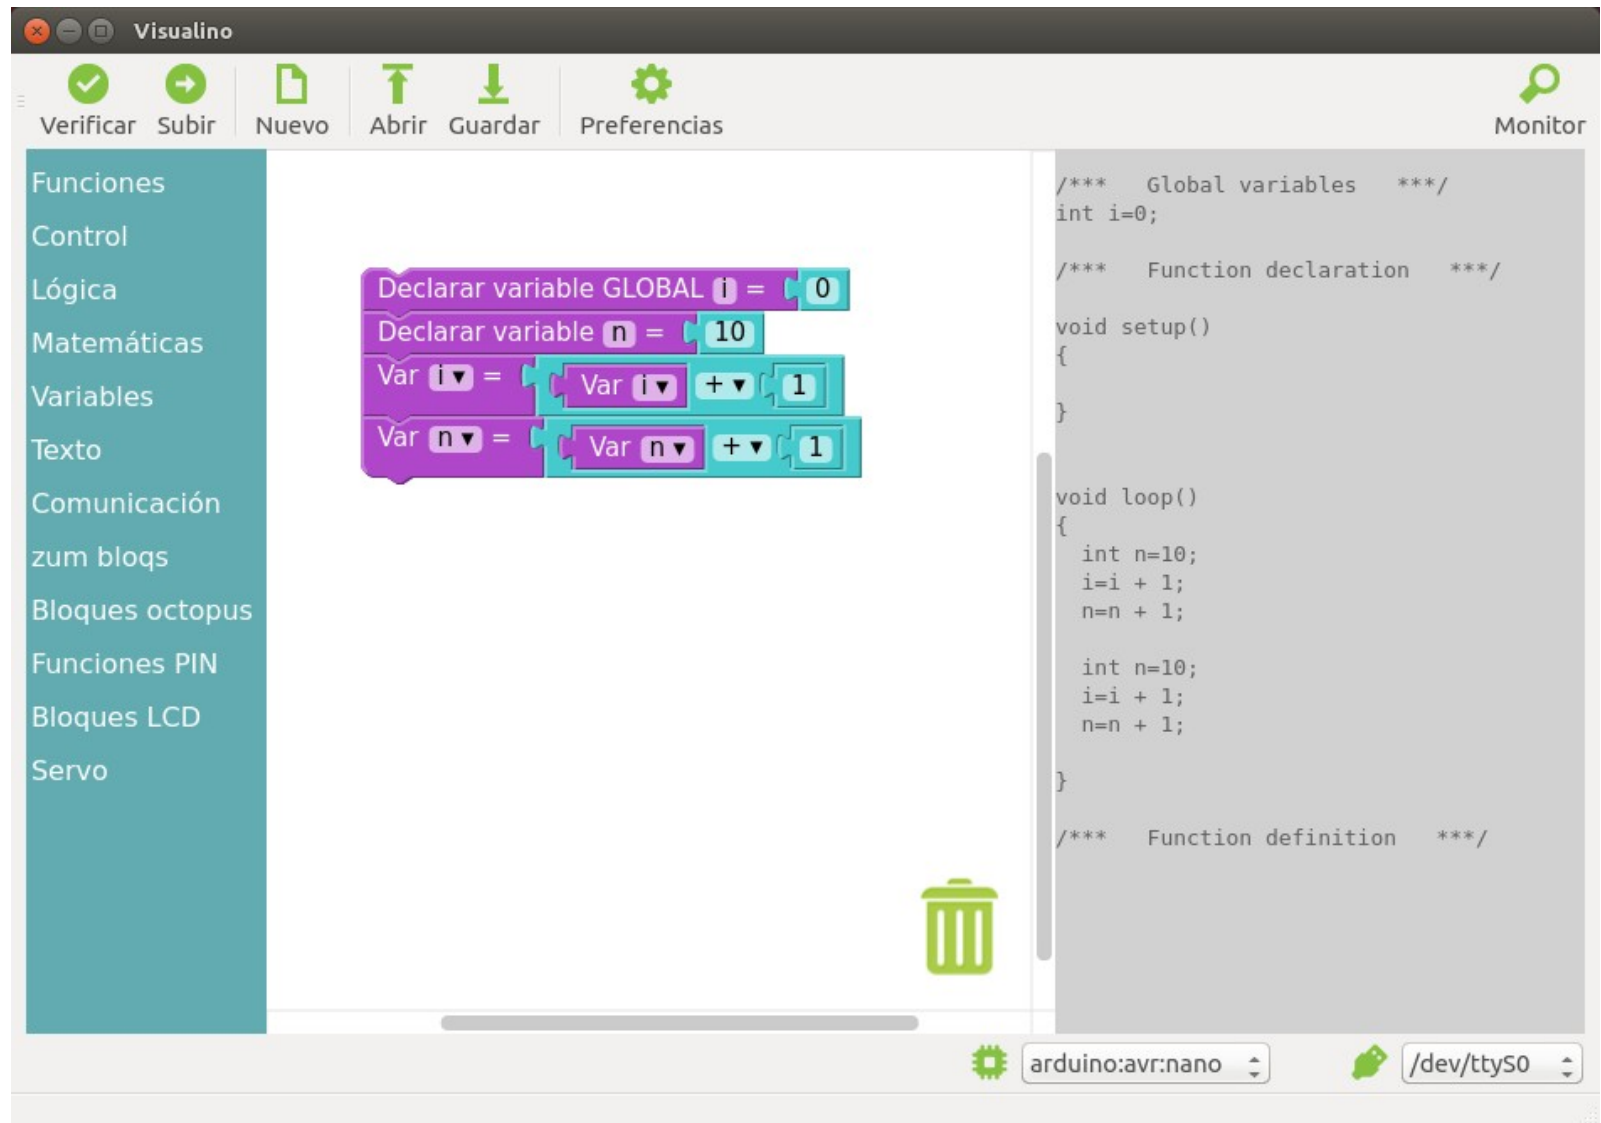 Visualino
Verificar Subir Nuevo Abrir Guardar Preferencias Monitor
Funciones
Control
Lógica
Matemáticas
Variables
Texto
Comunicación
zum bloqs
Bloques octopus
Funciones PIN
Bloques LCD
Servo
Declarar variable GLOBAL i = 0
Declarar variable n = 10
Var i = Var i + 1
Var n = Var n + 1
/*** Global variables ***/
int i=0;
/*** Function declaration ***/
void setup()
{
}
void loop()
{
int n=10;
i=i + 1;
n=n + 1;
int n=10;
i=i + 1;
n=n + 1;
}
/*** Function definition ***/
arduino:avr:nano /dev/ttyS0